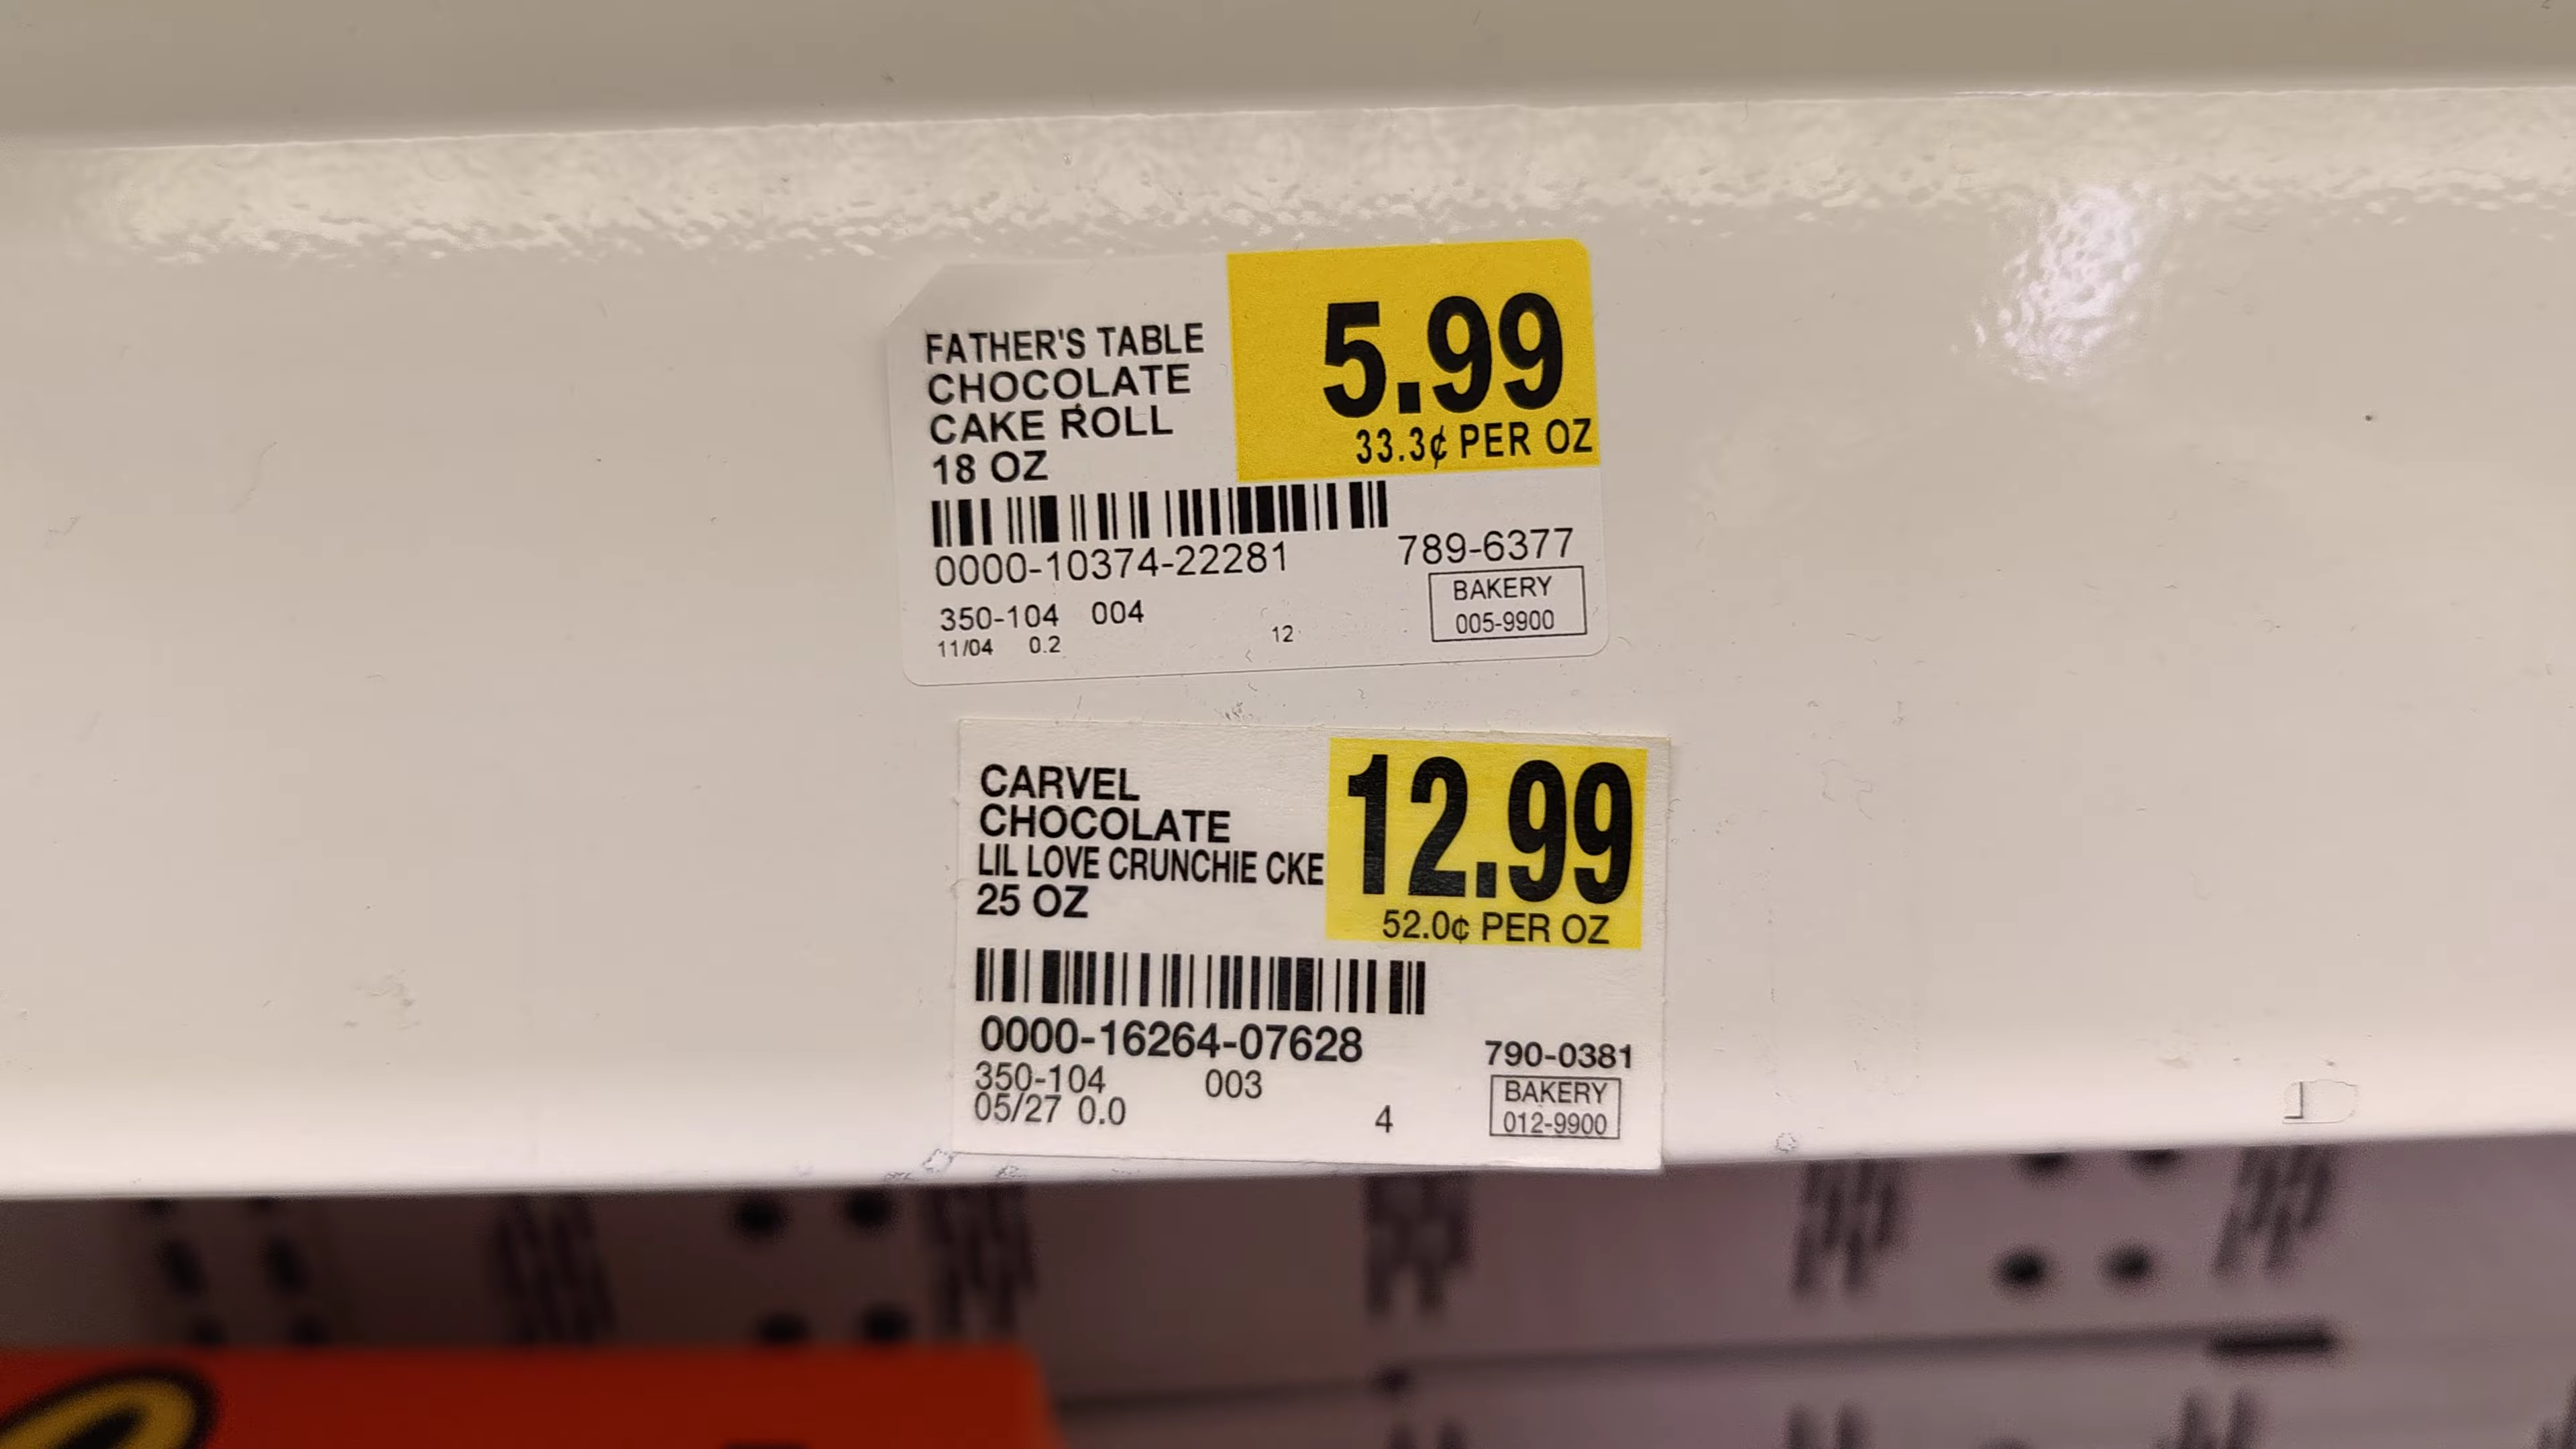 FATHER'S TABLE
CHOCOLATE
CAKE ROLL
18 OZ
5.99
33.3¢ PER OZ
0000-10374-22281
789-6377
350-104 004
BAKERY
005-9900
11/04 0.2
12
CARVEL
CHOCOLATE
LIL LOVE CRUNCHIE CKE
25 OZ
12.99
52.0¢ PER OZ
0000-16264-07628
790-0381
350-104 003
BAKERY
012-9900
05/27 0.0
4